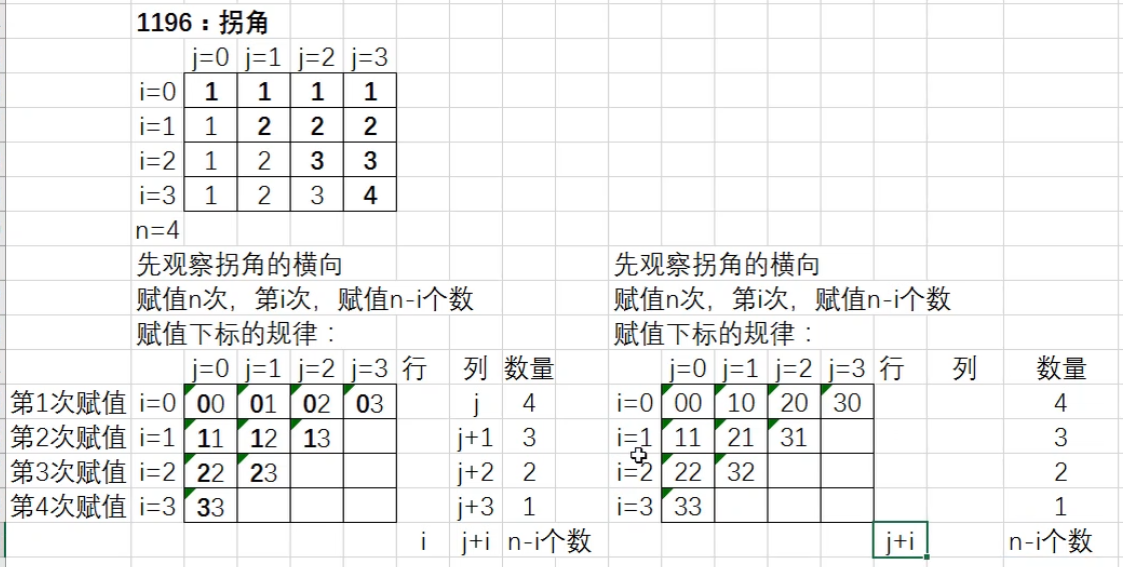 1196：拐角
j=0 j=1 j=2 j=3
i=0 1 1 1 1
i=1 1 2 2 2
i=2 1 2 3 3
i=3 1 2 3 4
n=4
先观察拐角的横向 先观察拐角的横向
赋值n次，第i次，赋值n-i个数 赋值n次，第i次，赋值n-i个数
赋值下标的规律： 赋值下标的规律：
j=0 j=1 j=2 j=3 行 列 数量 j=0 j=1 j=2 j=3 行 列 数量
第1次赋值 i=0 00 01 02 03 j 4 i=0 00 10 20 30 4
第2次赋值 i=1 11 12 13 j+1 3 i=1 11 21 31 3
第3次赋值 i=2 22 23 j+2 2 i=2 22 32 2
第4次赋值 i=3 33 j+3 1 i=3 33 1
i j+i n-i个数 j+i n-i个数